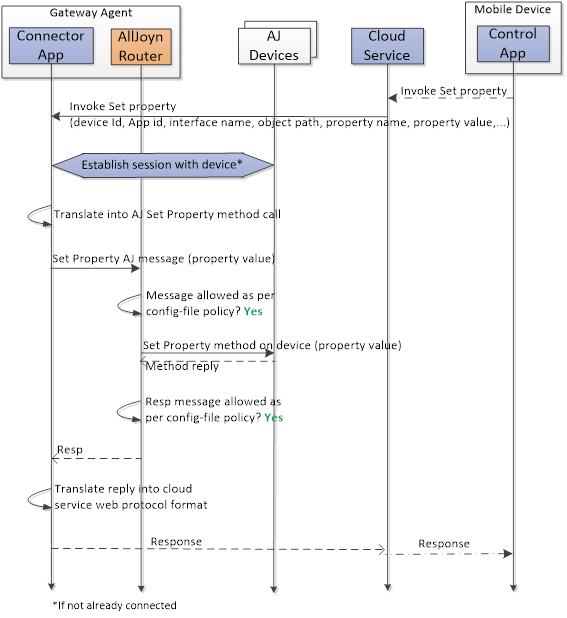 Gateway Agent
Mobile Device
Connector
App
AllJoyn
Router
AJ
Devices
Cloud
Service
Control
App
Invoke Set property
Invoke Set property
(device Id, App id, interface name, object path, property name, property value,...)
Establish session with device*
Translate into AJ Set Property method call
Set Property AJ message (property value)
Message allowed as per
config-file policy? Yes
Set Property method on device (property value)
Method reply
Resp message allowed as
per config-file policy? Yes
Resp
Translate reply into cloud
service web protocol format
Response
Response
*If not already connected